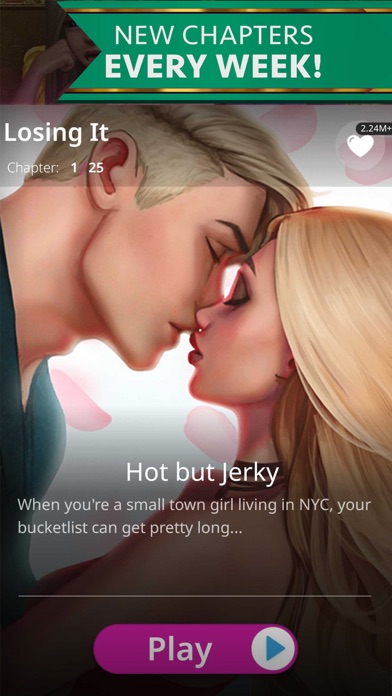 NEW CHAPTERS
EVERY WEEK!
Losing It
2.24M+
Chapter: 1 25
Hot but Jerky
When you're a small town girl living in NYC, your
bucketlist can get pretty long...
Play